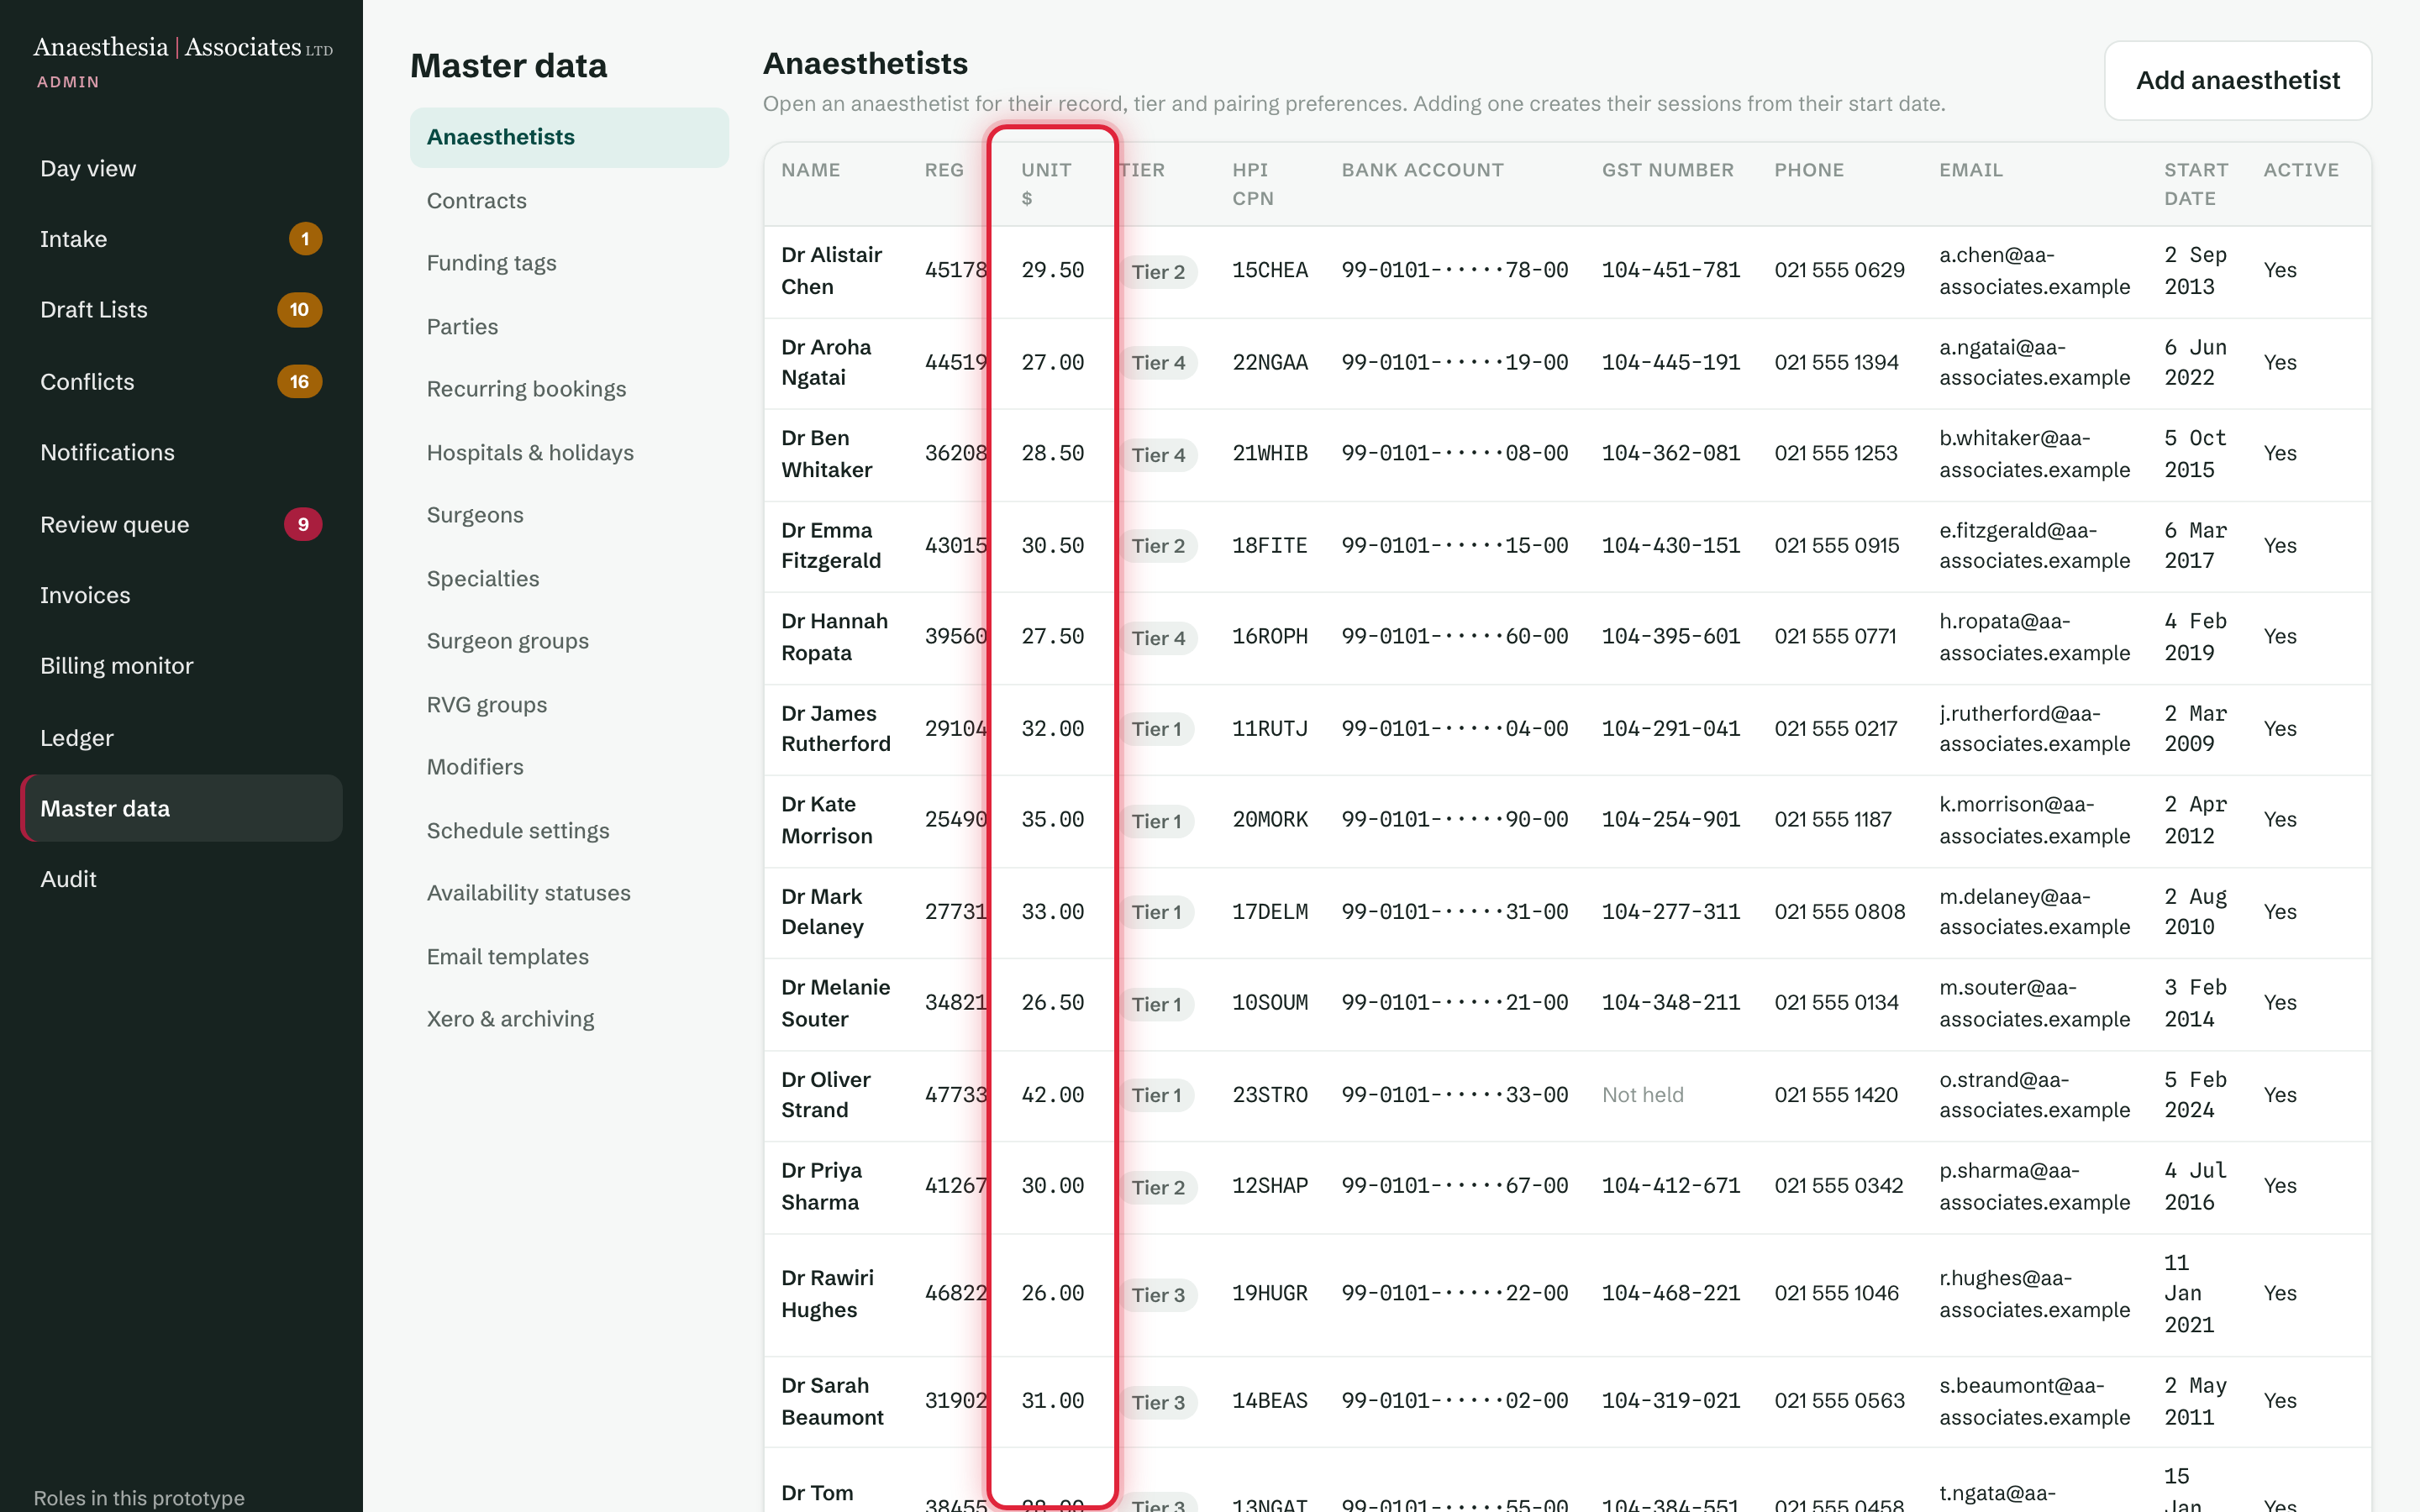 Anaesthesia | Associates LTD
ADMIN
Day view
Intake 1
Draft Lists 10
Conflicts 16
Notifications
Review queue 9
Invoices
Billing monitor
Ledger
Master data
Audit
Roles in this prototype
Master data
Anaesthetists
Contracts
Funding tags
Parties
Recurring bookings
Hospitals & holidays
Surgeons
Specialties
Surgeon groups
RVG groups
Modifiers
Schedule settings
Availability statuses
Email templates
Xero & archiving
Anaesthetists
Open an anaesthetist for their record, tier and pairing preferences. Adding one creates their sessions from their start date.
Add anaesthetist
NAME REG UNIT $ TIER HPI CPN BANK ACCOUNT GST NUMBER PHONE EMAIL START DATE ACTIVE
Dr Alistair Chen 45178 29.50 Tier 2 15CHEA 99-0101-·····78-00 104-451-781 021 555 0629 a.chen@aa-associates.example 2 Sep 2013 Yes
Dr Aroha Ngatai 44519 27.00 Tier 4 22NGAA 99-0101-·····19-00 104-445-191 021 555 1394 a.ngatai@aa-associates.example 6 Jun 2022 Yes
Dr Ben Whitaker 36208 28.50 Tier 4 21WHIB 99-0101-·····08-00 104-362-081 021 555 1253 b.whitaker@aa-associates.example 5 Oct 2015 Yes
Dr Emma Fitzgerald 43015 30.50 Tier 2 18FITE 99-0101-·····15-00 104-430-151 021 555 0915 e.fitzgerald@aa-associates.example 6 Mar 2017 Yes
Dr Hannah Ropata 39560 27.50 Tier 4 16ROPH 99-0101-·····60-00 104-395-601 021 555 0771 h.ropata@aa-associates.example 4 Feb 2019 Yes
Dr James Rutherford 29104 32.00 Tier 1 11RUTJ 99-0101-·····04-00 104-291-041 021 555 0217 j.rutherford@aa-associates.example 2 Mar 2009 Yes
Dr Kate Morrison 25490 35.00 Tier 1 20MORK 99-0101-·····90-00 104-254-901 021 555 1187 k.morrison@aa-associates.example 2 Apr 2012 Yes
Dr Mark Delaney 27731 33.00 Tier 1 17DELM 99-0101-·····31-00 104-277-311 021 555 0808 m.delaney@aa-associates.example 2 Aug 2010 Yes
Dr Melanie Souter 34821 26.50 Tier 1 10SOUM 99-0101-·····21-00 104-348-211 021 555 0134 m.souter@aa-associates.example 3 Feb 2014 Yes
Dr Oliver Strand 47733 42.00 Tier 1 23STRO 99-0101-·····33-00 Not held 021 555 1420 o.strand@aa-associates.example 5 Feb 2024 Yes
Dr Priya Sharma 41267 30.00 Tier 2 12SHAP 99-0101-·····67-00 104-412-671 021 555 0342 p.sharma@aa-associates.example 4 Jul 2016 Yes
Dr Rawiri Hughes 46822 26.00 Tier 3 19HUGR 99-0101-·····22-00 104-468-221 021 555 1046 r.hughes@aa-associates.example 11 Jan 2021 Yes
Dr Sarah Beaumont 31902 31.00 Tier 3 14BEAS 99-0101-·····02-00 104-319-021 021 555 0563 s.beaumont@aa-associates.example 2 May 2011 Yes
Dr Tom 38455 28.00 Tier 3 13NGAT 99-0101-·····55-00 104-384-551 021 555 0458 t.ngata@aa- 15 Jan Yes